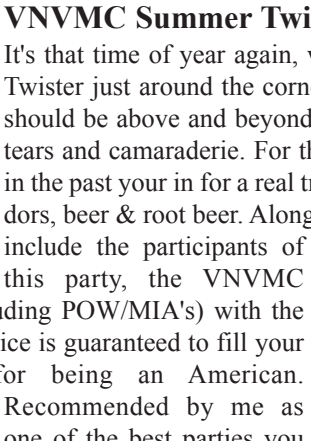 VNVMC Summer Twi
It's that time of year again, w
Twister just around the corn
should be above and beyond
tears and camaraderie. For th
in the past your in for a real tr
dors, beer & root beer. Along
include the participants of
this party, the VNVMC
uding POW/MIA's) with the
ice is guaranteed to fill your
for being an American.
Recommended by me as
one of the best parties you